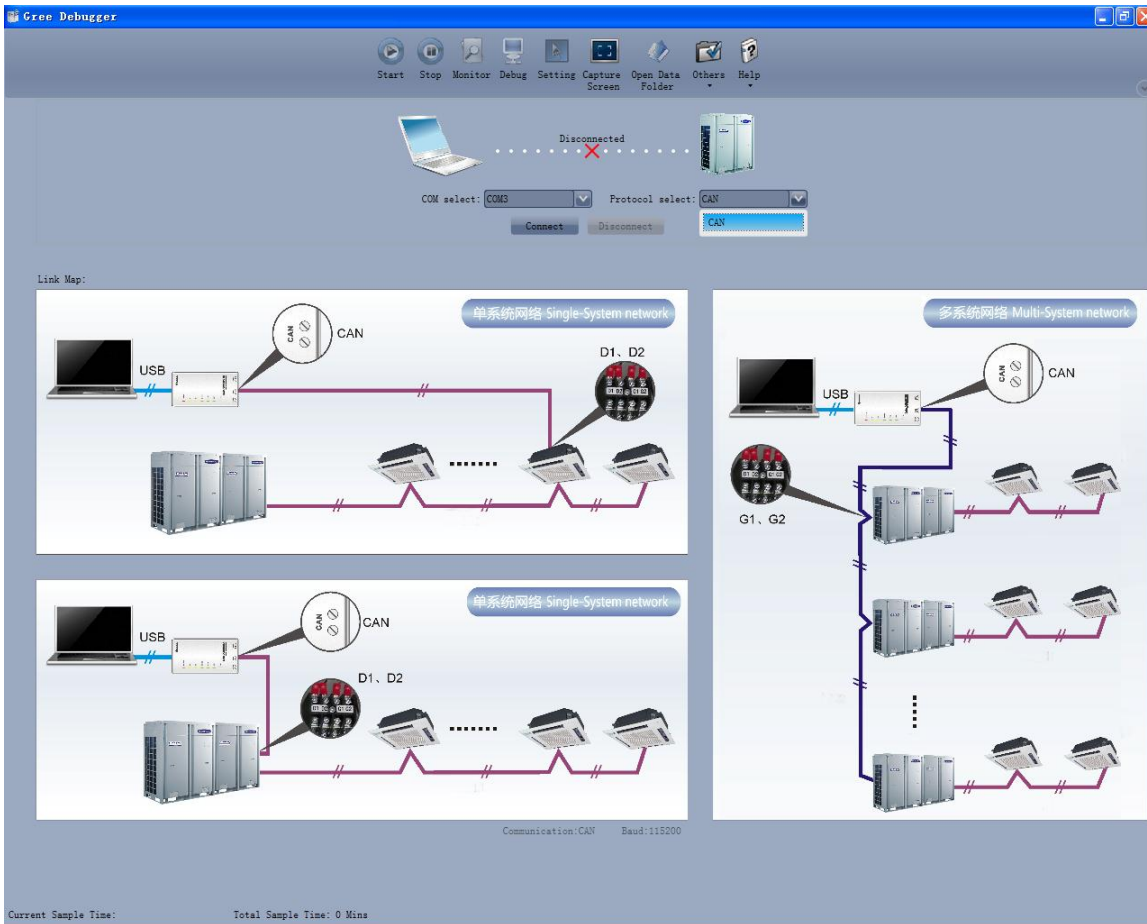 Gree Debugger
Start Stop Monitor Debug Setting Capture Screen Open Data Folder Others Help
Disconnected
COM select: COM3 Protocol select: CAN
Connect Disconnect CAN
Link Map:
单系统网络 Single-System network
CAN
CAN
USB
D1、D2
单系统网络 Single-System network
CAN
CAN
USB
D1、D2
多系统网络 Multi-System network
CAN
CAN
USB
G1、G2
Communication:CAN Baud:115200
Current Sample Time: Total Sample Time: 0 Mins